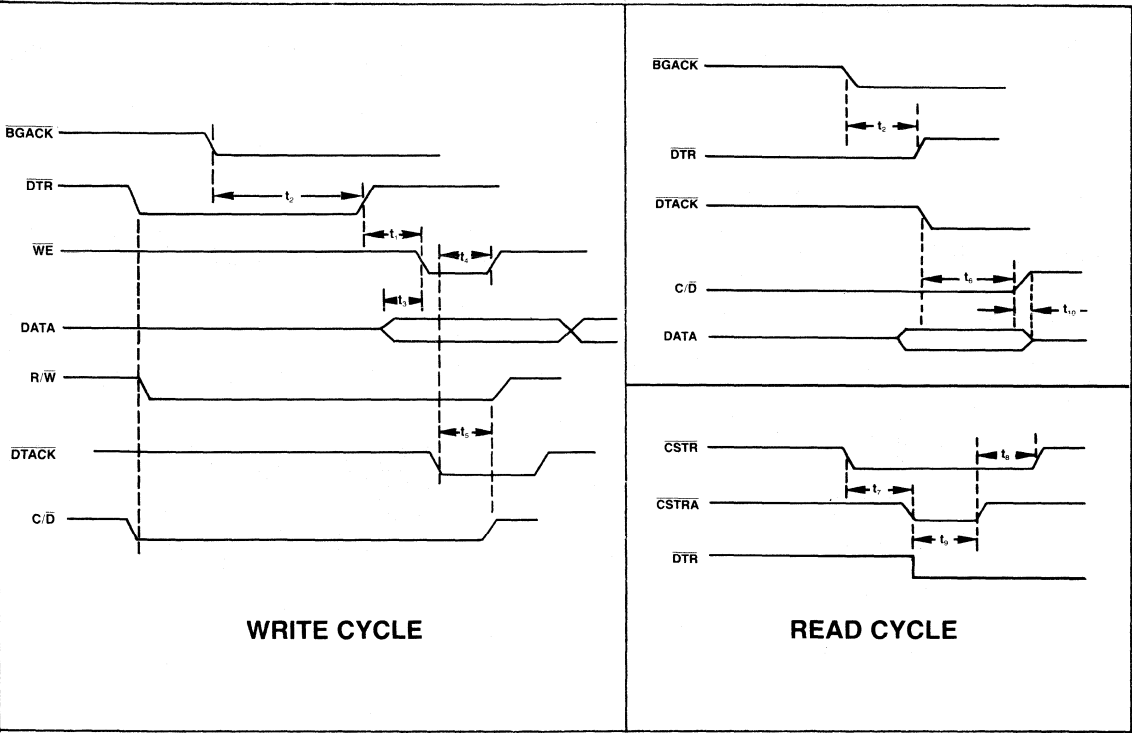 BGACK
DTR
t₂
WE
t₁
t₄
t₃
DATA
R/W
DTACK
t₅
C/D
WRITE CYCLE
BGACK
t₂
DTR
DTACK
t₆
C/D
t₁₀
DATA
CSTR
t₈
t₇
CSTRA
t₉
DTR
READ CYCLE